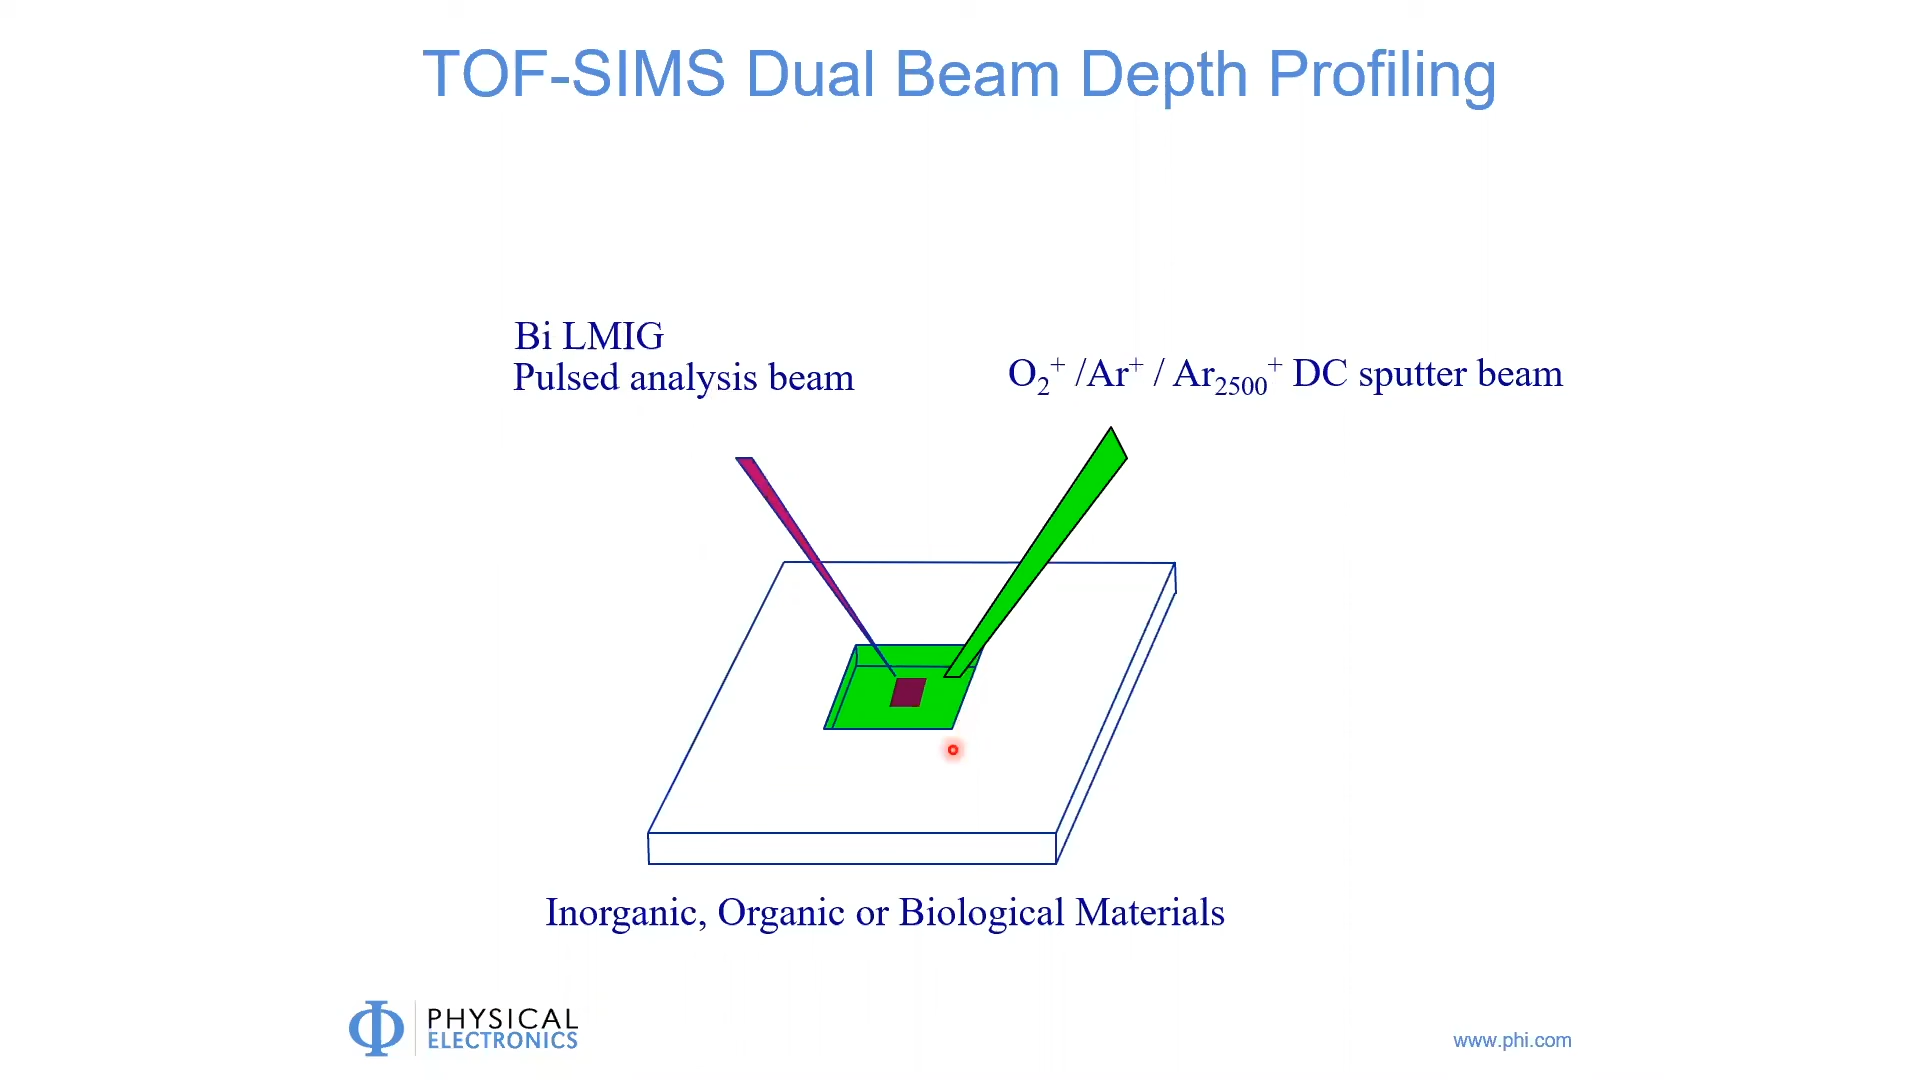 TOF-SIMS Dual Beam Depth Profiling
Bi LMIG
Pulsed analysis beam
O₂⁺ /Ar⁺ / Ar₂₅₀₀⁺ DC sputter beam
Inorganic, Organic or Biological Materials
PHYSICAL
ELECTRONICS
www.phi.com